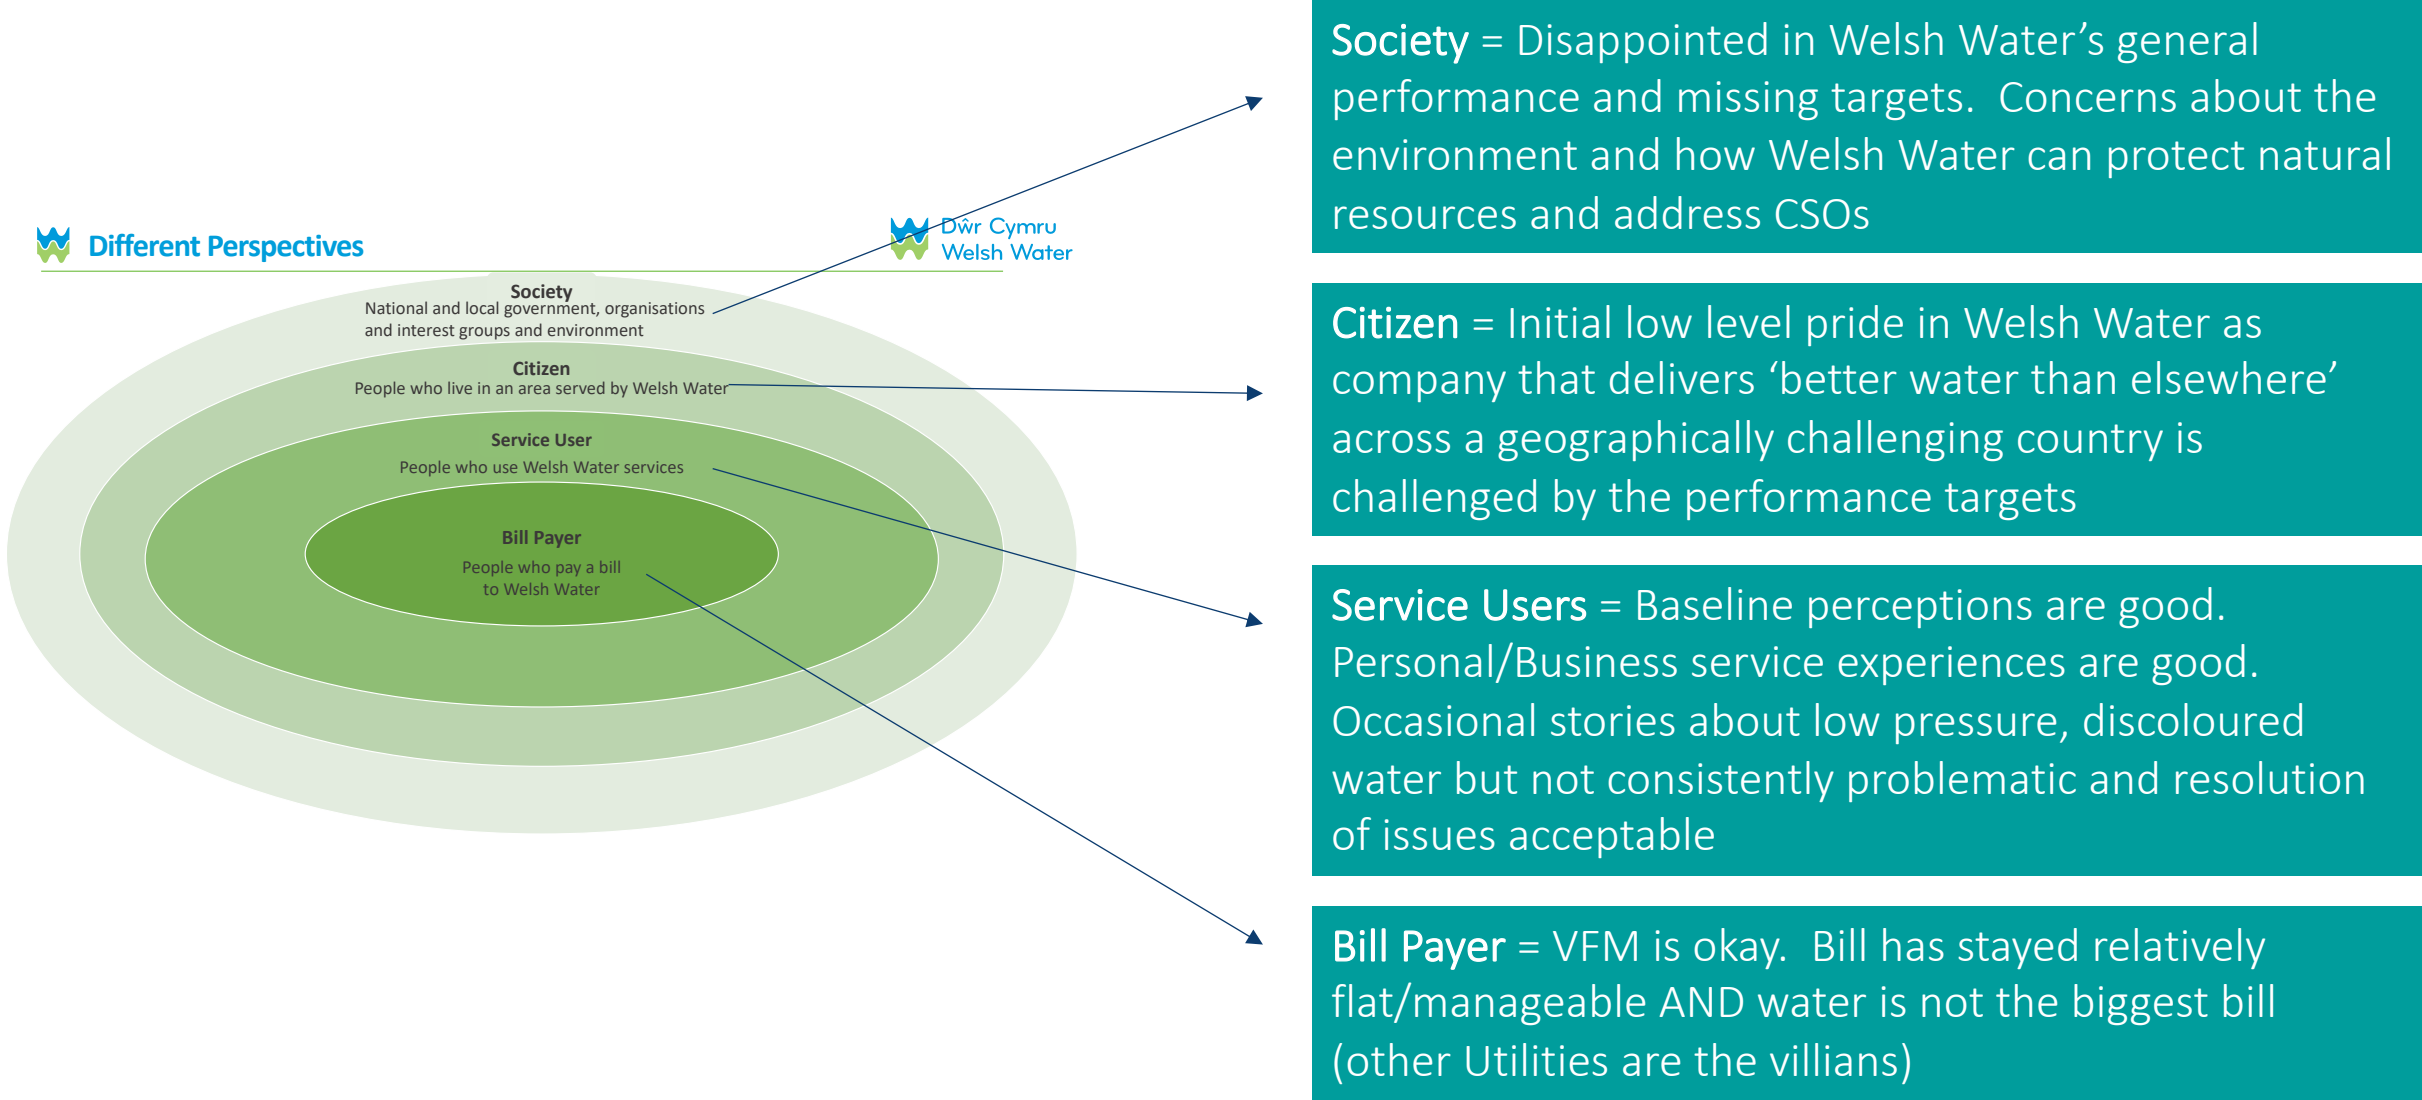 Different Perspectives
Dŵr Cymru
Welsh Water
Society
National and local government, organisations
and interest groups and environment
Citizen
People who live in an area served by Welsh Water
Service User
People who use Welsh Water services
Bill Payer
People who pay a bill
to Welsh Water
Society = Disappointed in Welsh Water’s general
performance and missing targets.  Concerns about the
environment and how Welsh Water can protect natural
resources and address CSOs
Citizen = Initial low level pride in Welsh Water as
company that delivers ‘better water than elsewhere’
across a geographically challenging country is
challenged by the performance targets
Service Users = Baseline perceptions are good.
Personal/Business service experiences are good.
Occasional stories about low pressure, discoloured
water but not consistently problematic and resolution
of issues acceptable
Bill Payer = VFM is okay.  Bill has stayed relatively
flat/manageable AND water is not the biggest bill
(other Utilities are the villians)